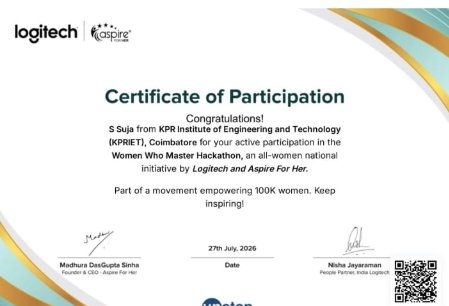 logitech
aspire
FOR HER
Certificate of Participation
Congratulations!
S Suja from KPR Institute of Engineering and Technology
(KPRIET), Coimbatore for your active participation in the
Women Who Master Hackathon, an all-women national
initiative by Logitech and Aspire For Her.
Part of a movement empowering 100K women. Keep
inspiring!
27th July, 2026
Madhura DasGupta Sinha
Date
Nisha Jayaraman
Founder & CEO - Aspire For Her
People Partner, India Logitech